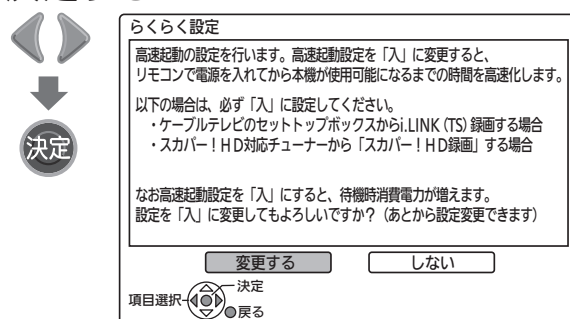 らくらく設定
高速起動の設定を行います。高速起動設定を「入」に変更すると、
リモコンで電源を入れてから本機が使用可能になるまでの時間を高速化します。
以下の場合は、必ず「入」に設定してください。
・ケーブルテレビのセットトップボックスからi.LINK (TS) 録画する場合
・スカパー！HD対応チューナーから「スカパー！HD録画」する場合
なお高速起動設定を「入」にすると、待機時消費電力が増えます。
設定を「入」に変更してもよろしいですか？（あとから設定変更できます）
変更する
しない
決定
項目選択
戻る
決定